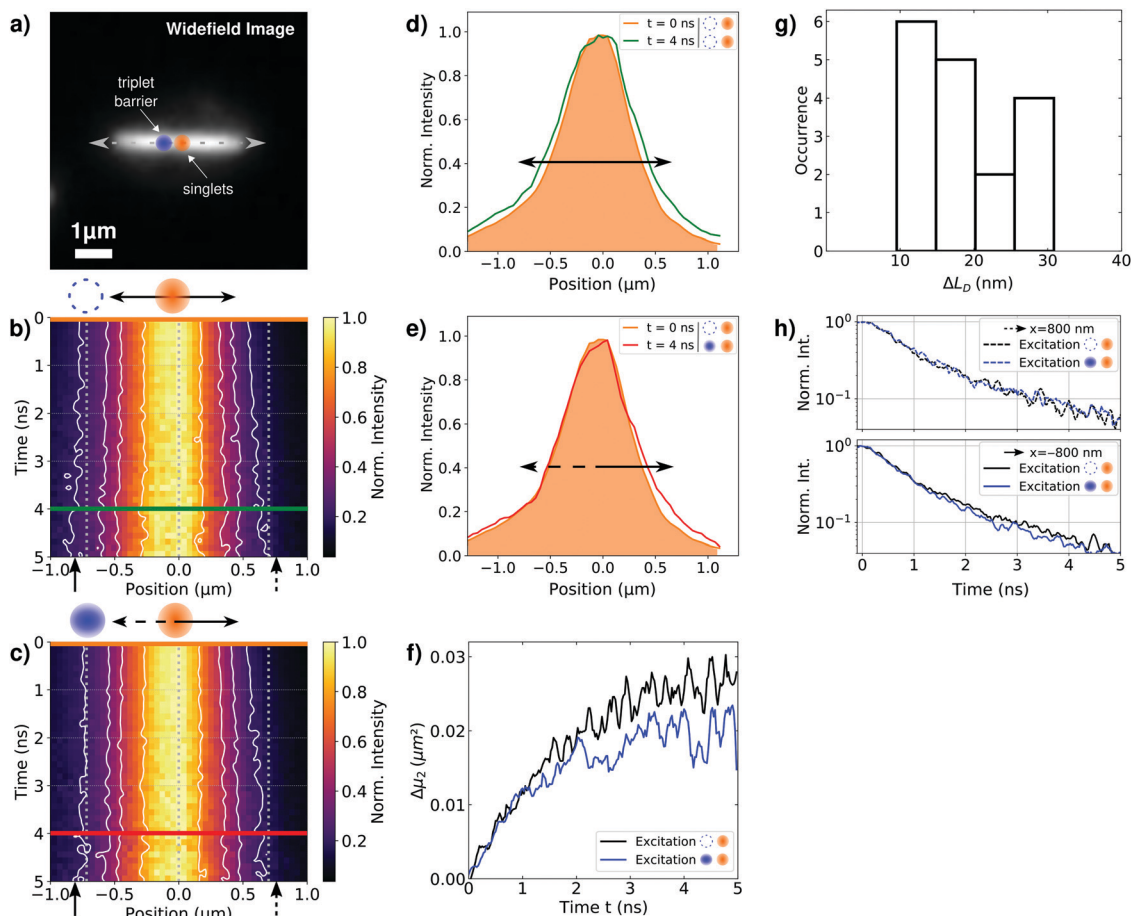 a)
Widefield Image
triplet
barrier
singlets
1μm
b)
0
1
2
3
4
5
Time (ns)
−1.0
−0.5
0.0
0.5
1.0
Position (μm)
1.0
0.8
0.6
0.4
0.2
Norm. Intensity
c)
0
1
2
3
4
5
Time (ns)
−1.0
−0.5
0.0
0.5
1.0
Position (μm)
1.0
0.8
0.6
0.4
0.2
Norm. Intensity
d)
1.0
0.8
0.6
0.4
0.2
0.0
Norm. Intensity
t = 0 ns
t = 4 ns
−1.0
−0.5
0.0
0.5
1.0
Position (μm)
e)
1.0
0.8
0.6
0.4
0.2
0.0
Norm. Intensity
t = 0 ns
t = 4 ns
−1.0
−0.5
0.0
0.5
1.0
Position (μm)
f)
0.03
0.02
0.01
0.00
Δμ₂ (μm²)
Excitation
Excitation
0
1
2
3
4
5
Time t (ns)
g)
6
5
4
3
2
1
0
Occurrence
10
20
30
40
ΔL_D (nm)
h)
10⁰
10⁻¹
Norm. Int.
x=800 nm
Excitation
Excitation
10⁰
10⁻¹
Norm. Int.
x=−800 nm
Excitation
Excitation
0
1
2
3
4
5
Time (ns)